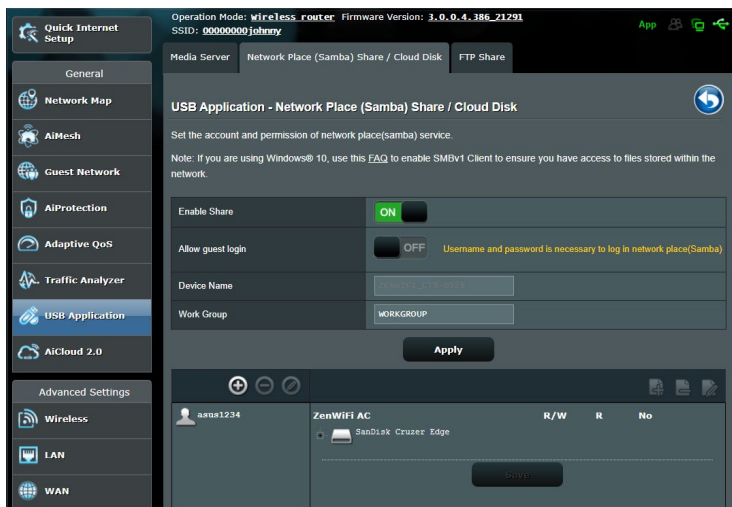 Quick Internet
Setup
General
Network Map
AiMesh
Guest Network
AiProtection
Adaptive QoS
Traffic Analyzer
USB Application
AiCloud 2.0
Advanced Settings
Wireless
LAN
WAN
Operation Mode: Wireless router Firmware Version: 3.0.0.4.386_21291
SSID: 00000000johnny
App
Media Server
Network Place (Samba) Share / Cloud Disk
FTP Share
USB Application - Network Place (Samba) Share / Cloud Disk
Set the account and permission of network place(samba) service.
Note: If you are using Windows® 10, use this FAQ to enable SMBv1 Client to ensure you have access to files stored within the
network.
Enable Share
ON
Allow guest login
OFF
Username and password is necessary to log in network place(Samba)
Device Name
Work Group
WORKGROUP
Apply
asus1234
ZenWiFi AC
R/W
R
No
SanDisk Cruzer Edge
Save